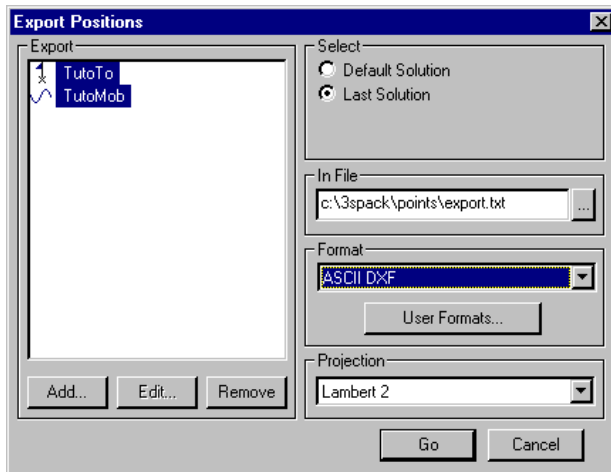 Export Positions
Export
TutoTo
TutoMob
Add...
Edit...
Remove
Select
Default Solution
Last Solution
In File
c:\3spack\points\export.txt
...
Format
ASCII DXF
User Formats...
Projection
Lambert 2
Go
Cancel